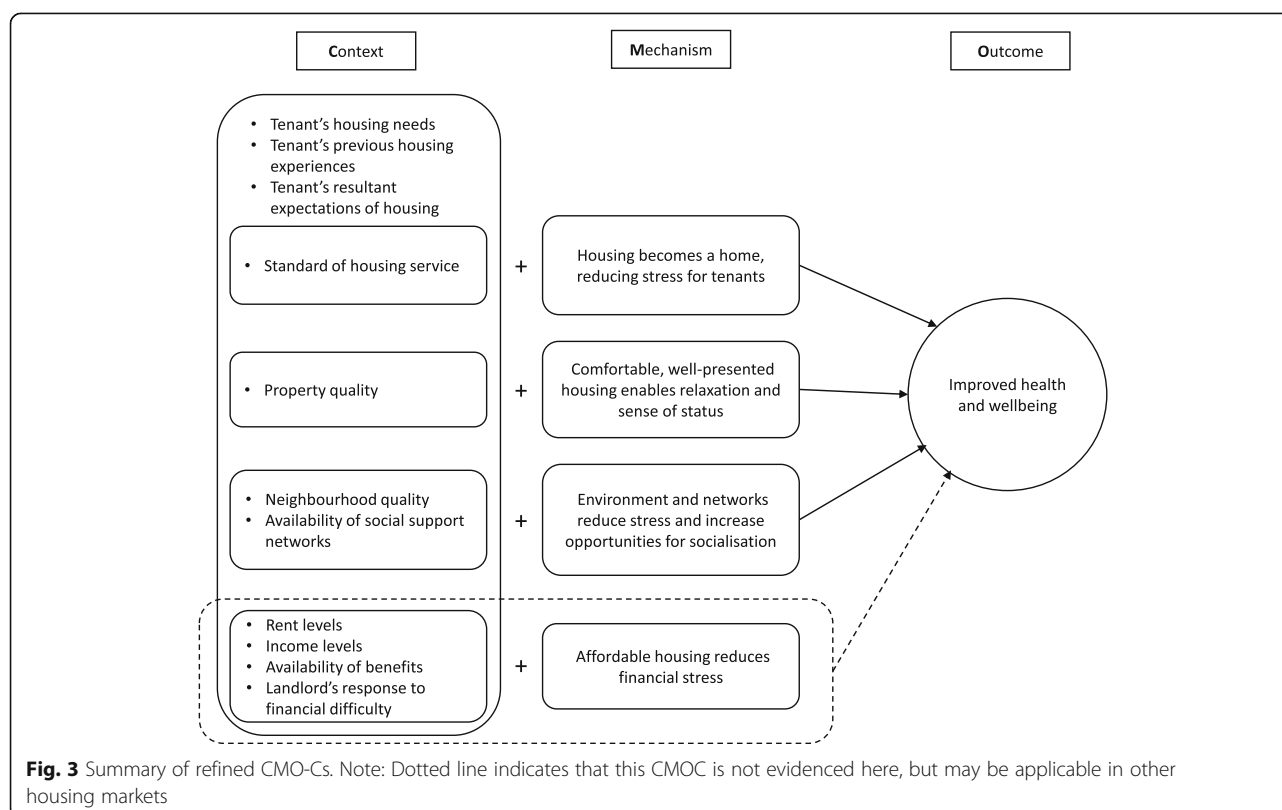 Context
Mechanism
Outcome
• Tenant's housing needs
• Tenant's previous housing
experiences
• Tenant's resultant
expectations of housing
• Standard of housing service
+
Housing becomes a home,
reducing stress for tenants
• Property quality
+
Comfortable, well-presented
housing enables relaxation and
sense of status
Improved health
and wellbeing
• Neighbourhood quality
• Availability of social support
networks
+
Environment and networks
reduce stress and increase
opportunities for socialisation
• Rent levels
• Income levels
• Availability of benefits
• Landlord's response to
financial difficulty
+
Affordable housing reduces
financial stress
Fig. 3 Summary of refined CMO-Cs. Note: Dotted line indicates that this CMOC is not evidenced here, but may be applicable in other
housing markets